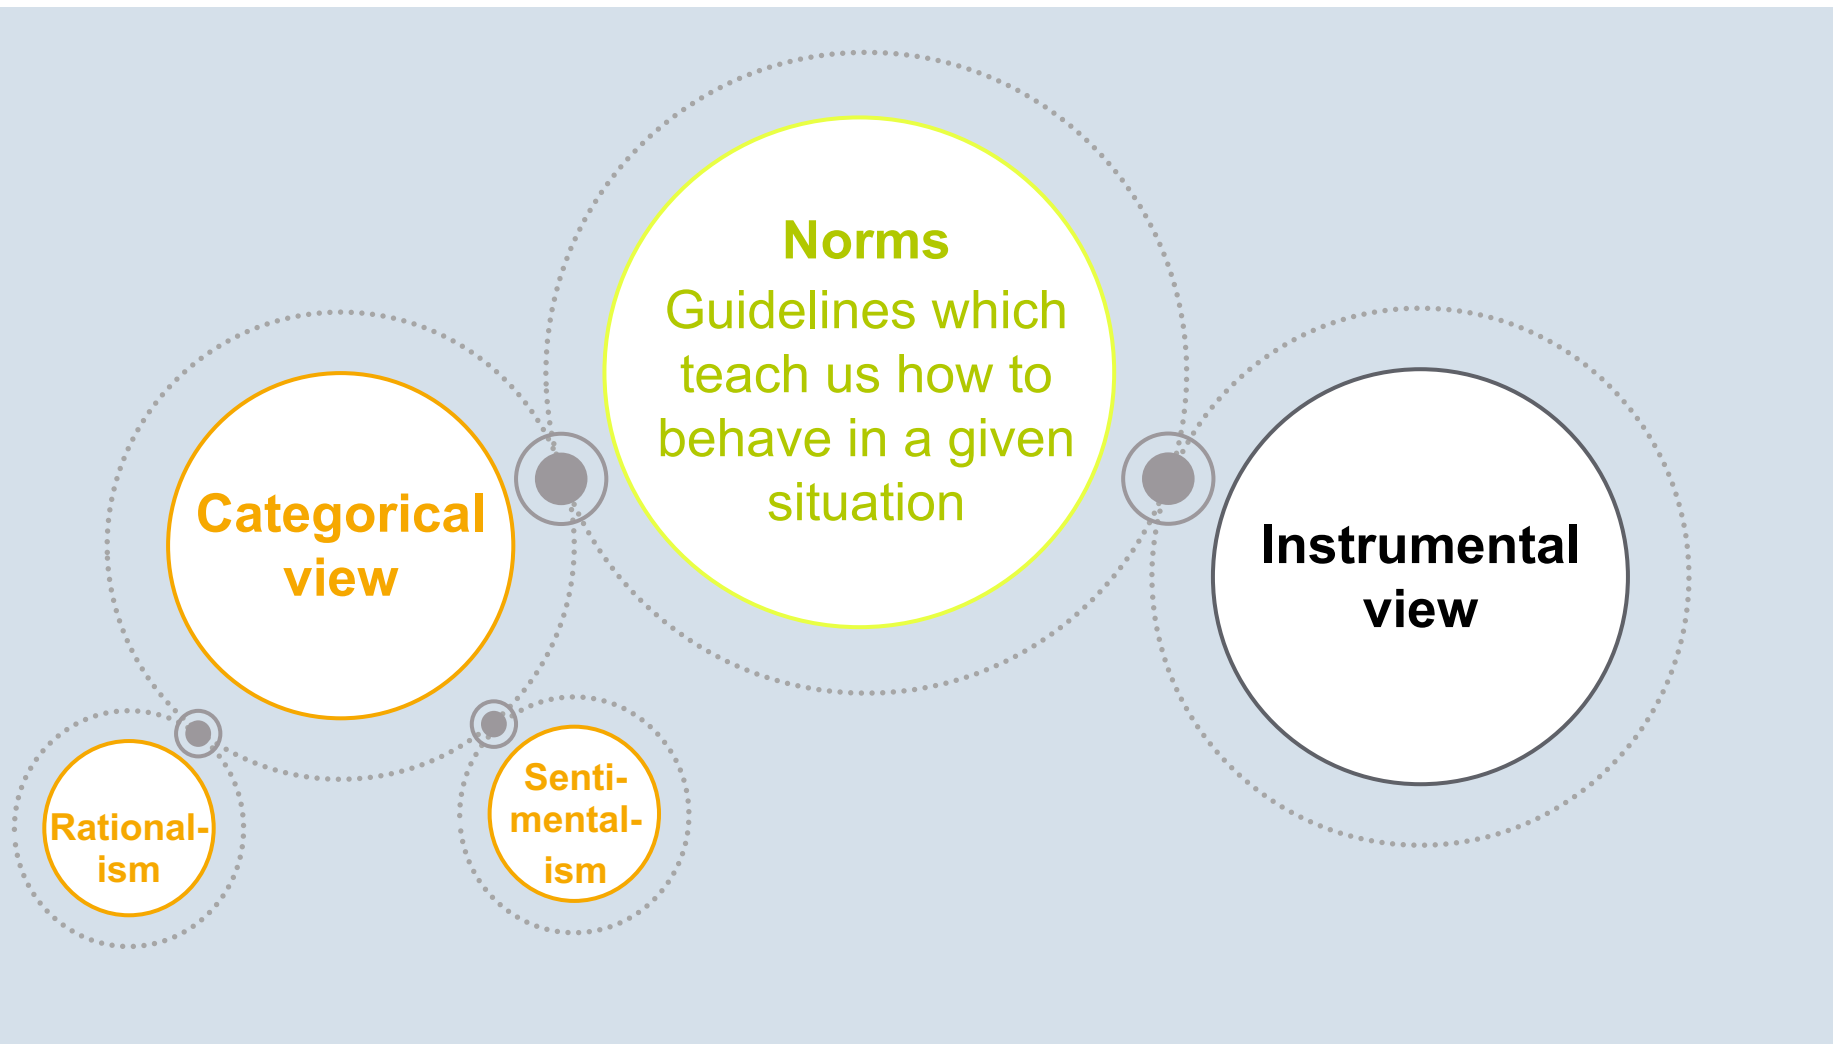 Norms
Guidelines which
teach us how to
behave in a given
situation
Categorical
view
Instrumental
view
Rational-
ism
Senti-
mental-
ism